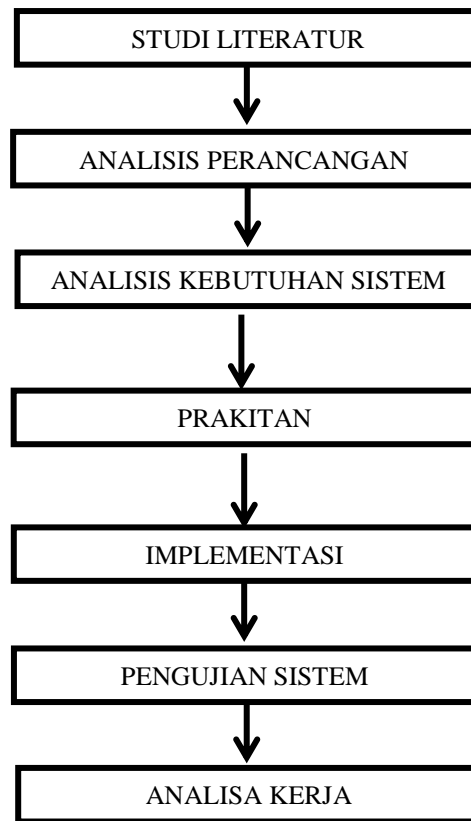 STUDI LITERATUR
ANALISIS PERANCANGAN
ANALISIS KEBUTUHAN SISTEM
PRAKITAN
IMPLEMENTASI
PENGUJIAN SISTEM
ANALISA KERJA